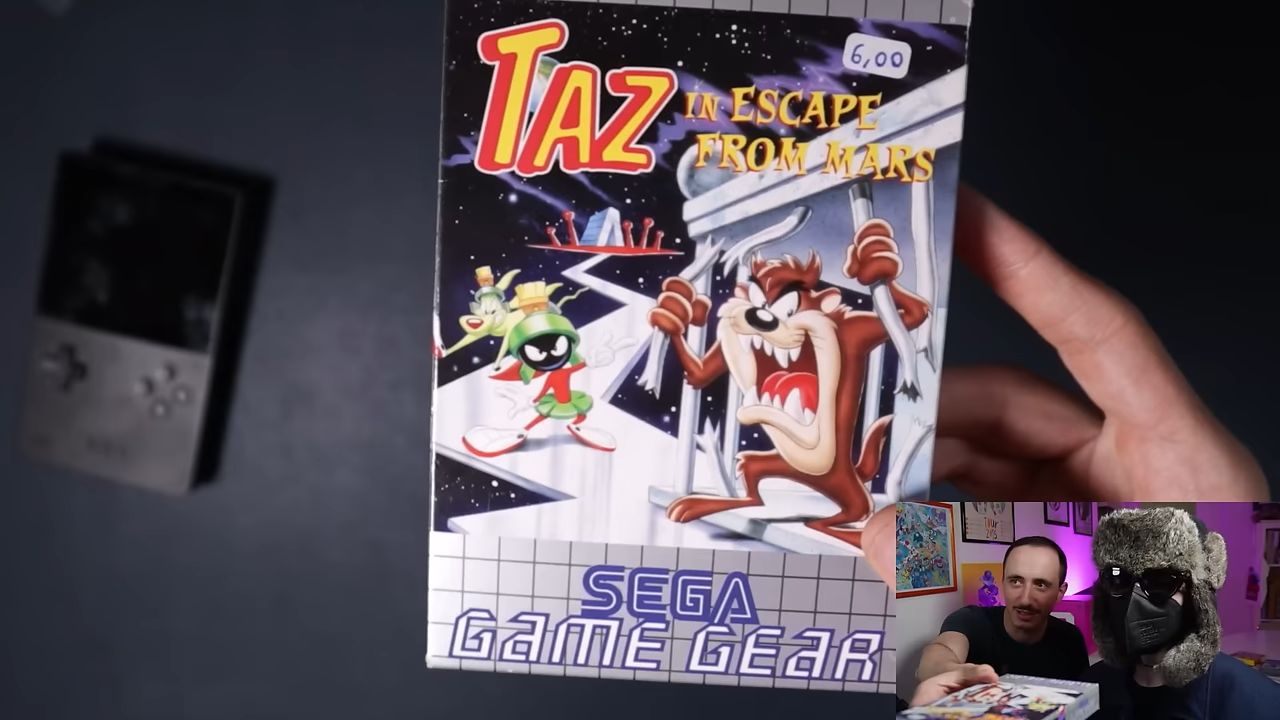 TAZ
IN ESCAPE
FROM MARS
6,00
SEGA
GAME GEAR